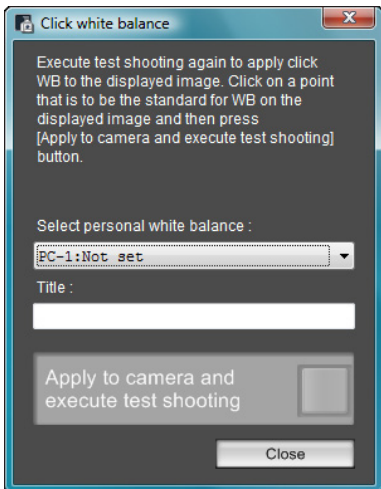 Click white balance
Execute test shooting again to apply click
WB to the displayed image. Click on a point
that is to be the standard for WB on the
displayed image and then press
[Apply to camera and execute test shooting]
button.
Select personal white balance :
PC-1:Not set
Title :
Apply to camera and
execute test shooting
Close